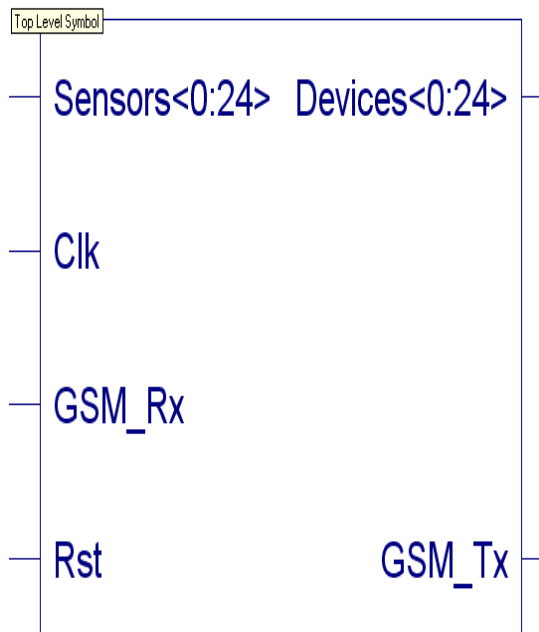 Top Level Symbol
Sensors<0:24> Devices<0:24>
Clk
GSM_Rx
Rst GSM_Tx